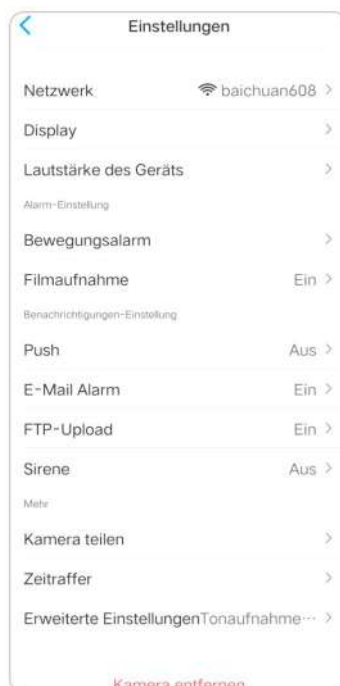 Einstellungen
Netzwerk baichuan608
Display
Lautstärke des Geräts
Alarm-Einstellung
Bewegungsalarm
Filmaufnahme Ein
Benachrichtigungen-Einstellung
Push Aus
E-Mail Alarm Ein
FTP-Upload Ein
Sirene Aus
Mehr
Kamera teilen
Zeitraffer
Erweiterte Einstellungen Tonaufnahme···
Kamera entfernen